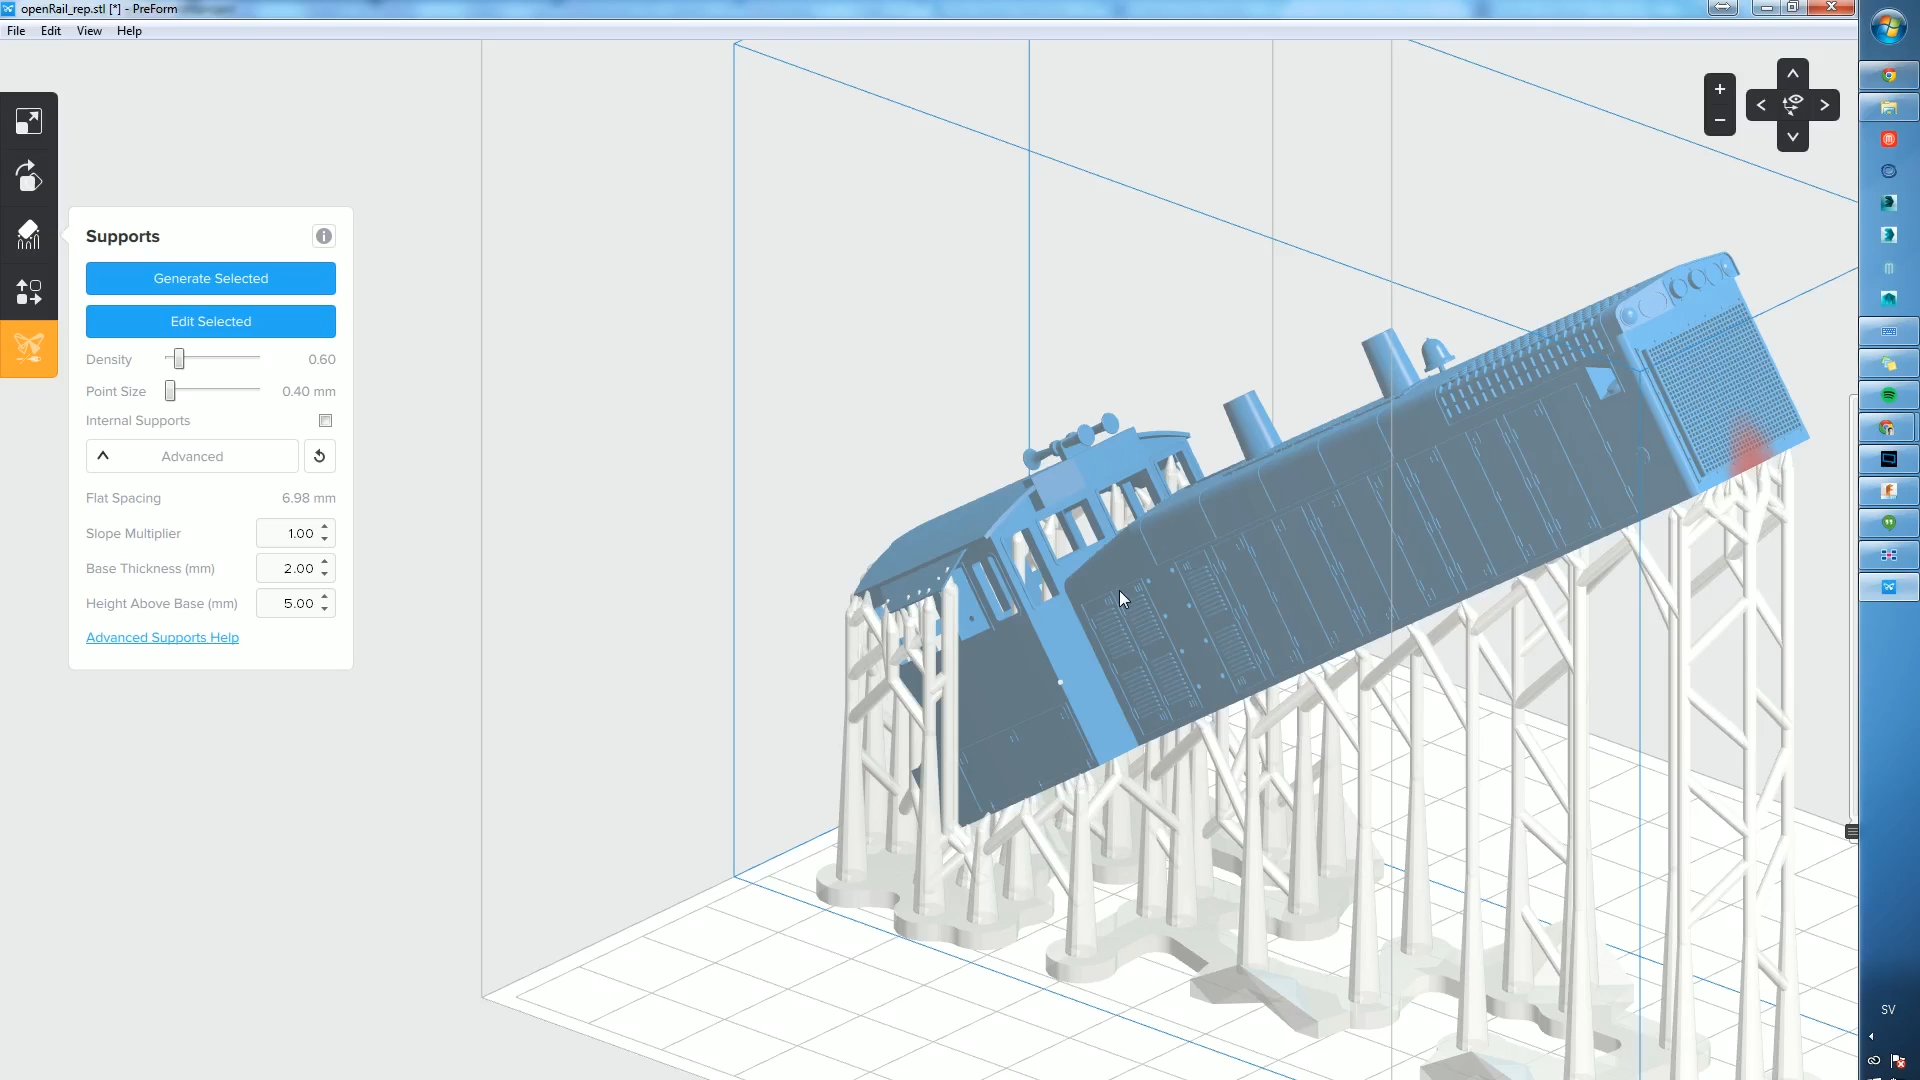 openRail_rep.stl [*] - PreForm
File Edit View Help
Supports
Generate Selected
Edit Selected
Density 0.60
Point Size 0.40 mm
Internal Supports
Advanced
Flat Spacing 6.98 mm
Slope Multiplier 1.00
Base Thickness (mm) 2.00
Height Above Base (mm) 5.00
Advanced Supports Help
SV